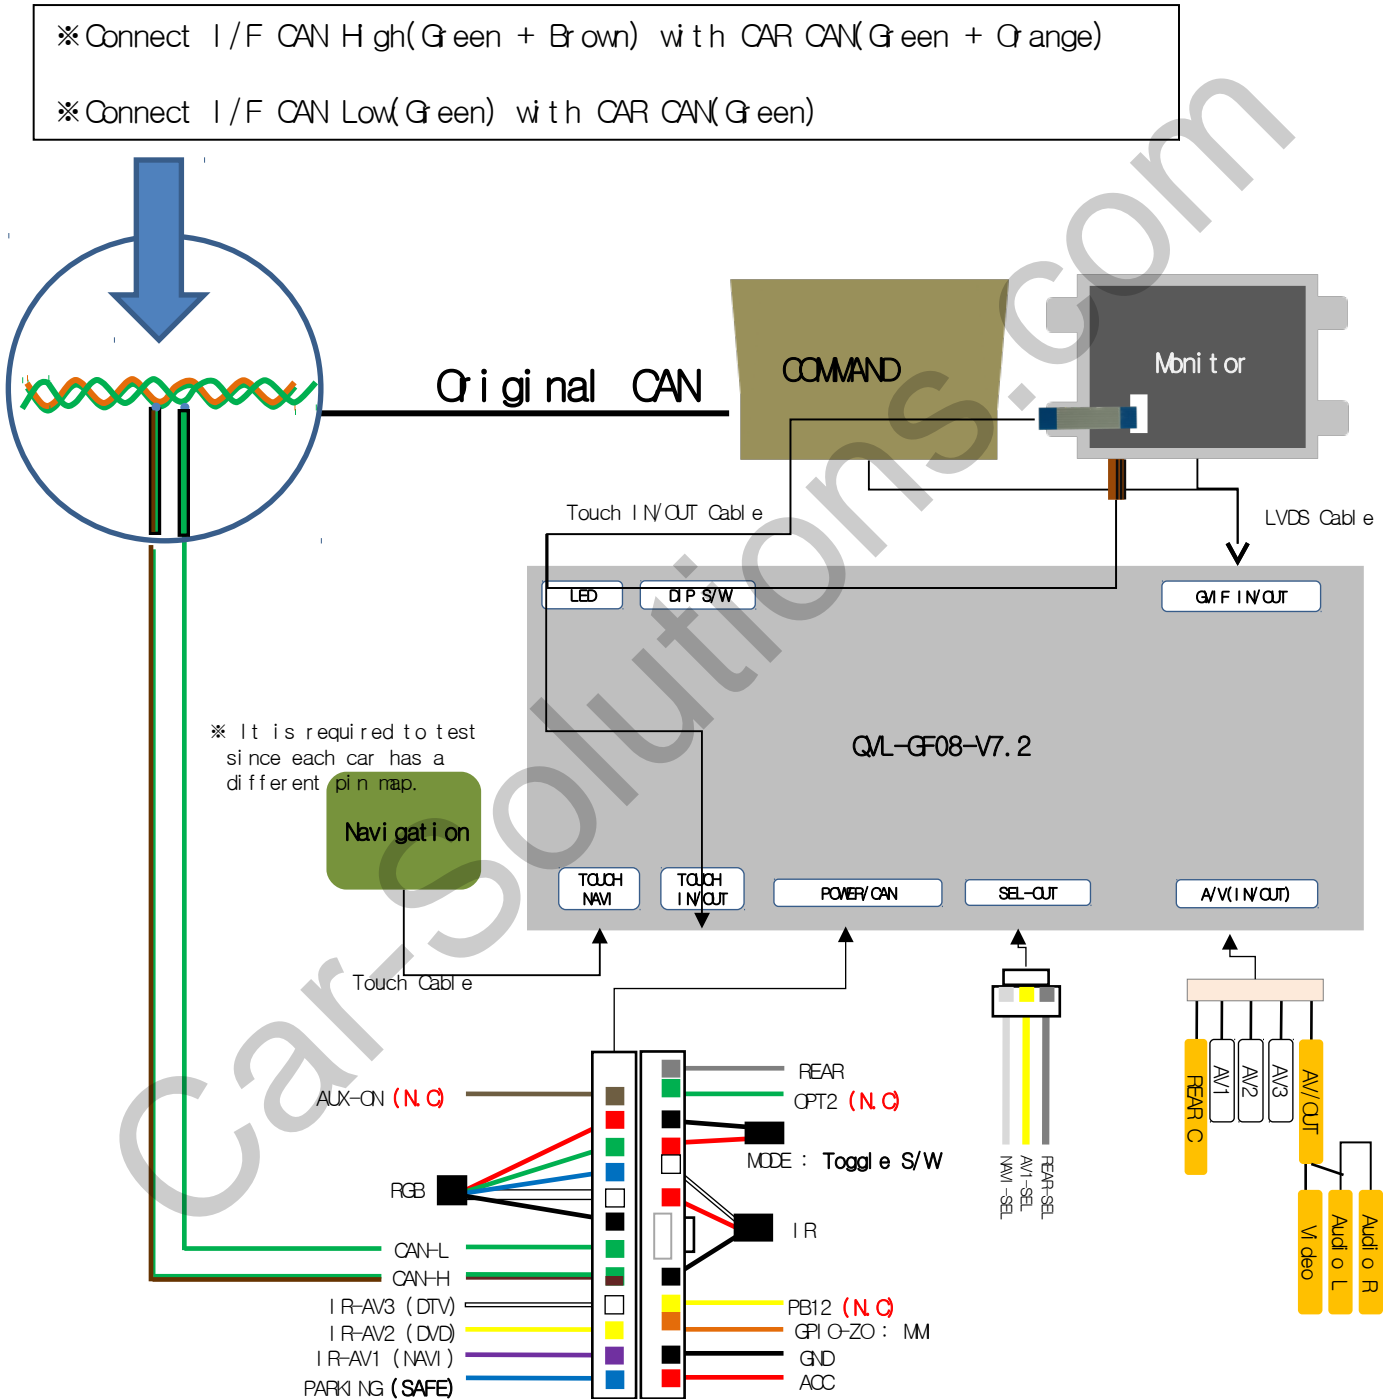 ※Connect I/F CAN High(Green + Brown) with CAR CAN(Green + Orange)
※Connect I/F CAN Low(Green) with CAR CAN(Green)
Original CAN
COMMAND
Monitor
Touch IN/OUT Cable
LVDS Cable
LED
DIP S/W
GVIF IN/OUT
※ It is required to test
since each car has a
different pin map.
QVL-GF08-V7.2
Navigation
TOUCH
NAVI
TOUCH
IN/OUT
POWER/CAN
SEL-OUT
A/V(IN/OUT)
Touch Cable
AUX-ON (N.C)
RGB
CAN-L
CAN-H
IR-AV3 (DTV)
IR-AV2 (DVD)
IR-AV1 (NAVI)
PARKING (SAFE)
REAR
OPT2 (N.C)
MODE : Toggle S/W
IR
PB12 (N.C)
GPIO-ZO : MMI
GND
ACC
NAVI-SEL
AV1-SEL
REAR-SEL
REAR C
AV1
AV2
AV3
AV/OUT
Video
Audio L
Audio R
Car-Solutions.com